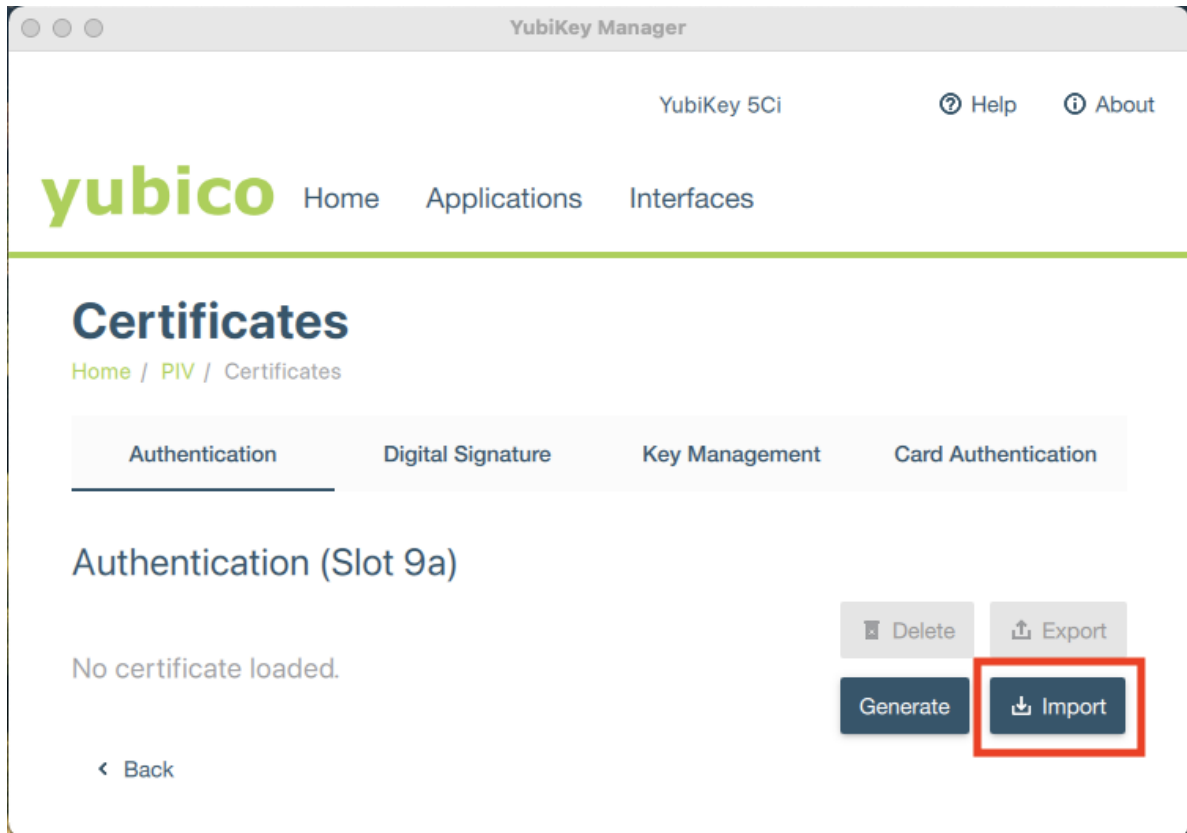 YubiKey Manager
YubiKey 5Ci Help About
yubico Home Applications Interfaces
Certificates
Home / PIV / Certificates
Authentication Digital Signature Key Management Card Authentication
Authentication (Slot 9a)
Delete Export
No certificate loaded.
Generate Import
Back